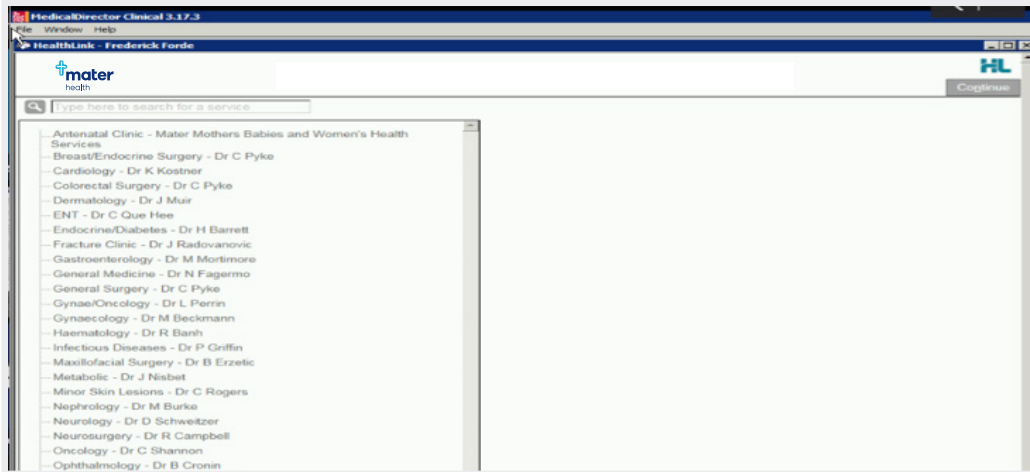 MedicalDirector Clinical 3.17.3
File Window Help
HealthLink - Frederick Forde
mater
health
HL
Continue
Type here to search for a service
Antenatal Clinic - Mater Mothers Babies and Women's Health
Services
Breast/Endocrine Surgery - Dr C Pyke
Cardiology - Dr K Kostner
Colorectal Surgery - Dr C Pyke
Dermatology - Dr J Muir
ENT - Dr C Que Hee
Endocrine/Diabetes - Dr H Barrett
Fracture Clinic - Dr J Radovanovic
Gastroenterology - Dr M Mortimore
General Medicine - Dr N Fagermo
General Surgery - Dr C Pyke
Gynae/Oncology - Dr L Perrin
Gynaecology - Dr M Beckmann
Haematology - Dr R Banh
Infectious Diseases - Dr P Griffin
Maxillofacial Surgery - Dr B Erzetic
Metabolic - Dr J Nisbet
Minor Skin Lesions - Dr C Rogers
Nephrology - Dr M Burke
Neurology - Dr D Schweitzer
Neurosurgery - Dr R Campbell
Oncology - Dr C Shannon
Ophthalmology - Dr B Cronin